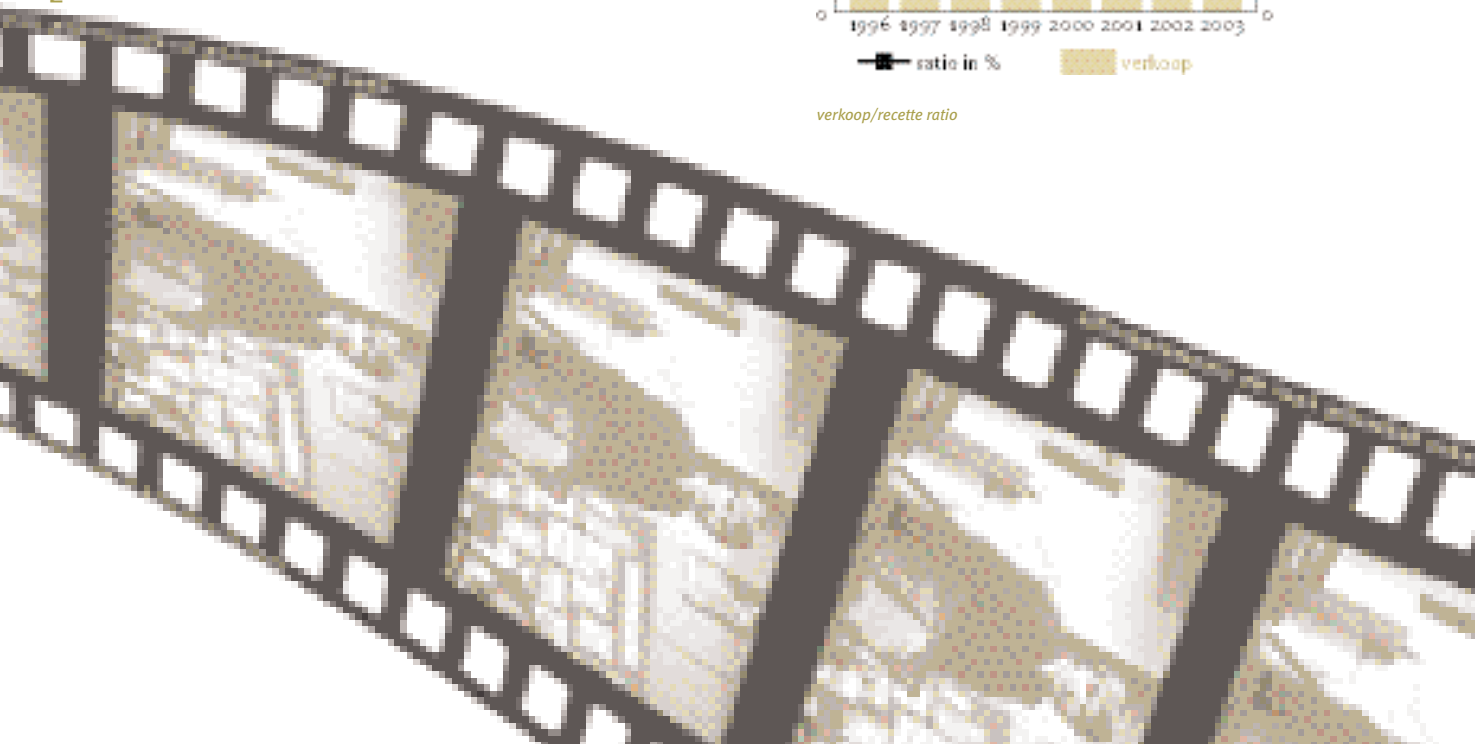 0 0
1996 1997 1998 1999 2000 2001 2002 2003
ratio in % verkoop
verkoop/recette ratio